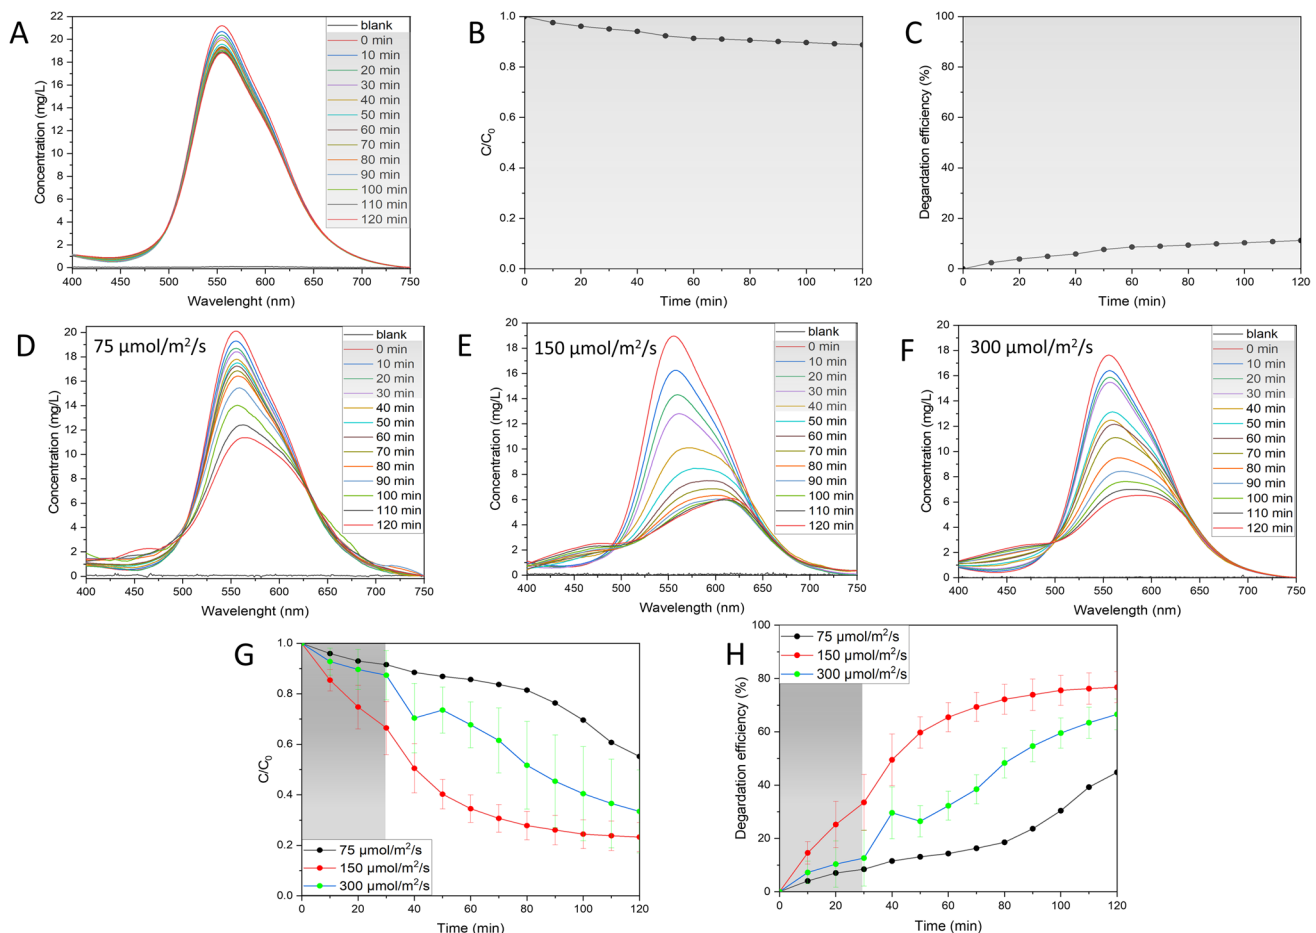 A
Concentration (mg/L)
22
20
18
16
14
12
10
8
6
4
2
0
400 450 500 550 600 650 700 750
Wavelenght (nm)
blank
0 min
10 min
20 min
30 min
40 min
50 min
60 min
70 min
80 min
90 min
100 min
110 min
120 min
B
C/C0
1.0
0.8
0.6
0.4
0.2
0.0
0 20 40 60 80 100 120
Time (min)
C
Degardation efficiency (%)
100
80
60
40
20
0
0 20 40 60 80 100 120
Time (min)
D
75 µmol/m²/s
Concentration (mg/L)
20
18
16
14
12
10
8
6
4
2
0
400 450 500 550 600 650 700 750
Wavelenght (nm)
blank
0 min
10 min
20 min
30 min
40 min
50 min
60 min
70 min
80 min
90 min
100 min
110 min
120 min
E
150 µmol/m²/s
Concentration (mg/L)
20
18
16
14
12
10
8
6
4
2
0
400 450 500 550 600 650 700 750
Wavelenght (nm)
blank
0 min
10 min
20 min
30 min
40 min
50 min
60 min
70 min
80 min
90 min
100 min
110 min
120 min
F
300 µmol/m²/s
Concentration (mg/L)
20
18
16
14
12
10
8
6
4
2
0
400 450 500 550 600 650 700 750
Wavelenght (nm)
blank
0 min
10 min
20 min
30 min
40 min
50 min
60 min
70 min
80 min
90 min
100 min
110 min
120 min
G
C/C0
1.0
0.8
0.6
0.4
0.2
0.0
0 20 40 60 80 100 120
Time (min)
75 µmol/m²/s
150 µmol/m²/s
300 µmol/m²/s
H
Degardation efficiency (%)
100
80
60
40
20
0
0 20 40 60 80 100 120
Time (min)
75 µmol/m²/s
150 µmol/m²/s
300 µmol/m²/s